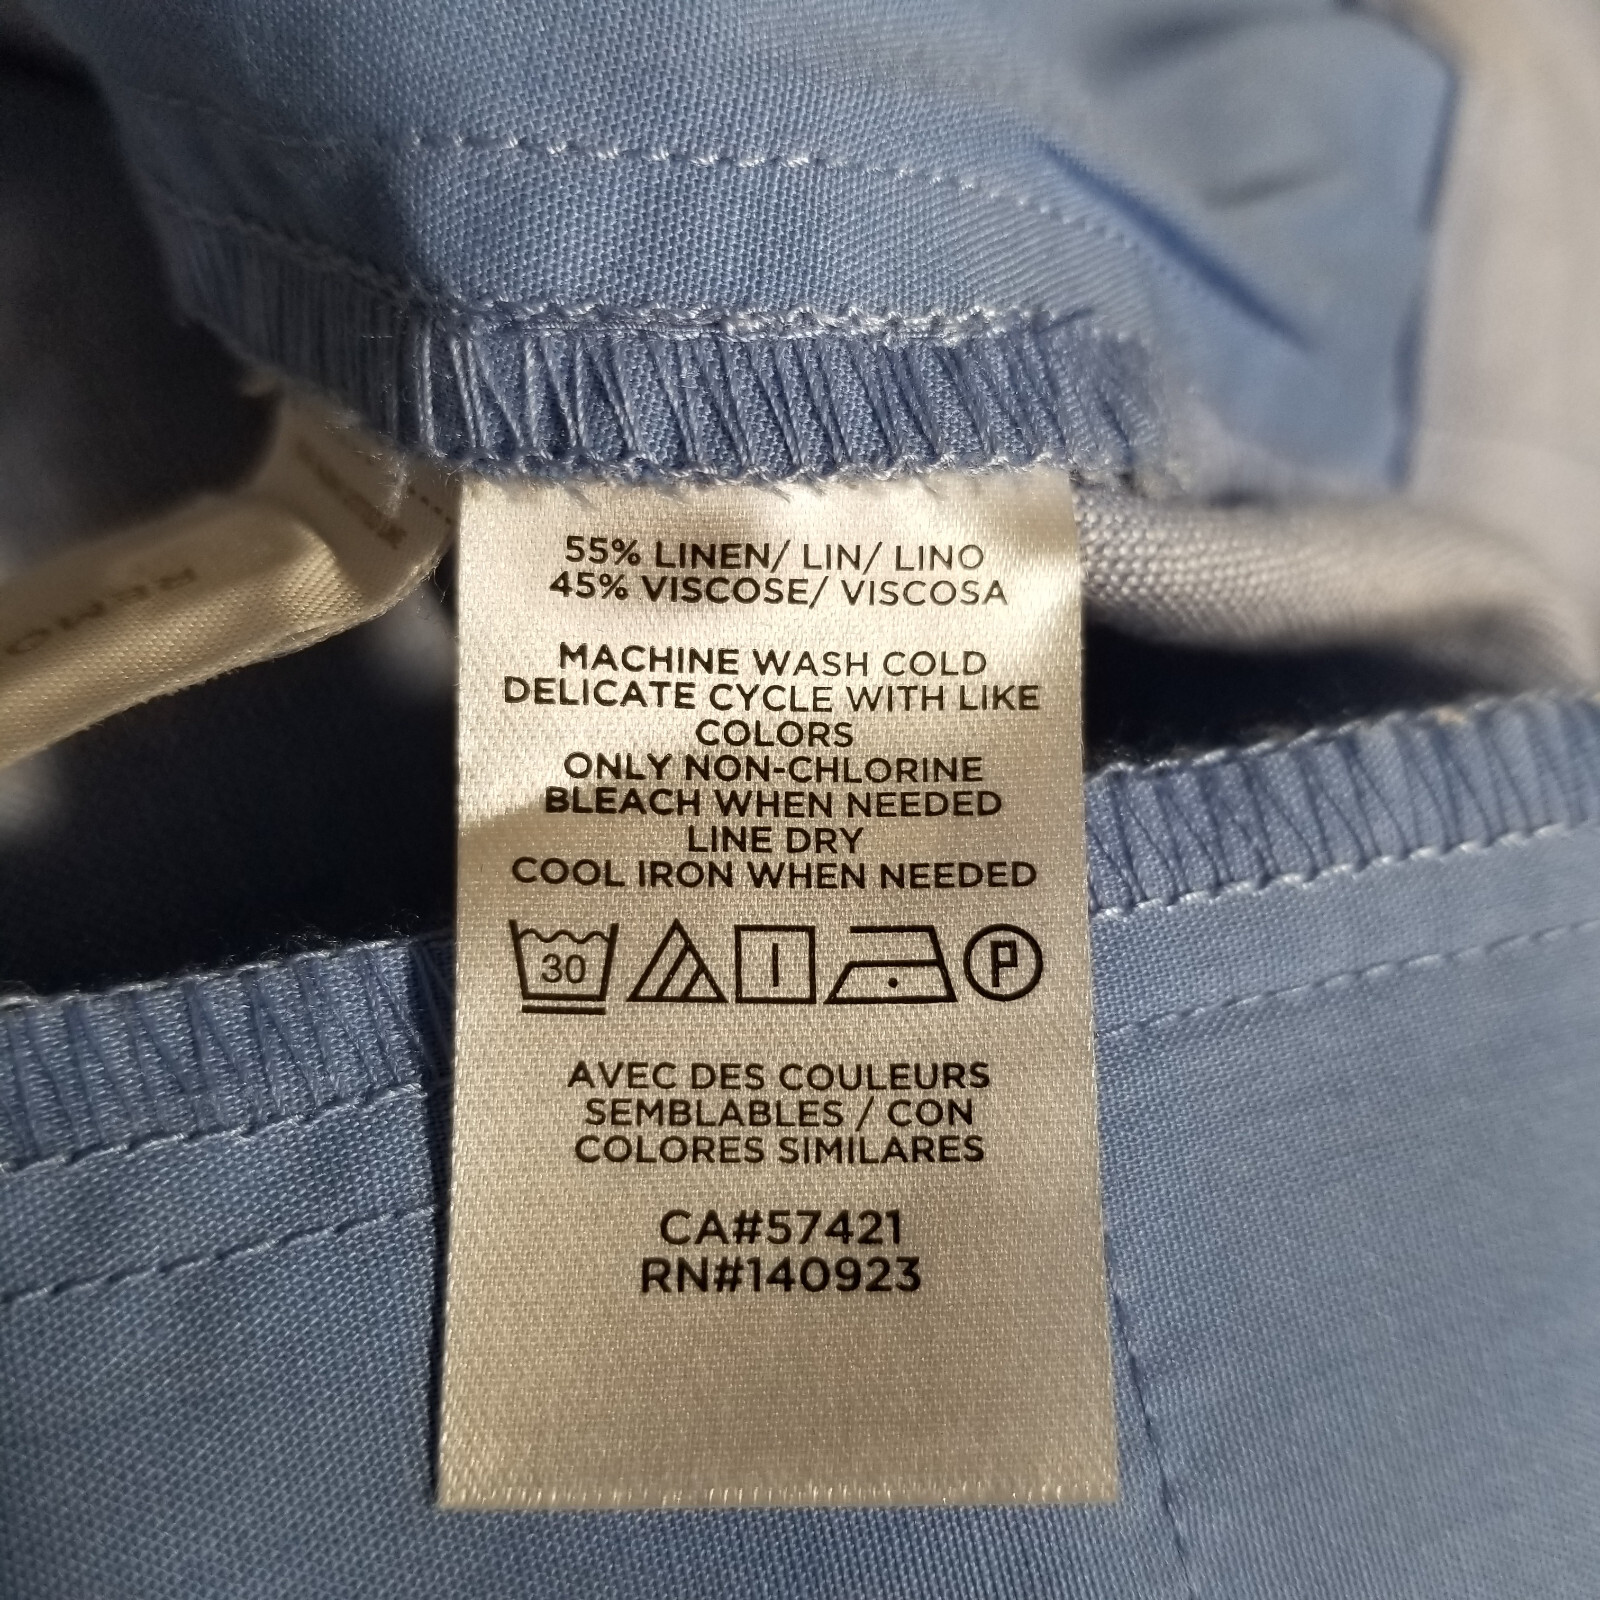 55% LINEN/ LIN/ LINO
45% VISCOSE/ VISCOSA
MACHINE WASH COLD
DELICATE CYCLE WITH LIKE
COLORS
ONLY NON-CHLORINE
BLEACH WHEN NEEDED
LINE DRY
COOL IRON WHEN NEEDED
30
P
AVEC DES COULEURS
SEMBLABLES / CON
COLORES SIMILARES
CA#57421
RN#140923